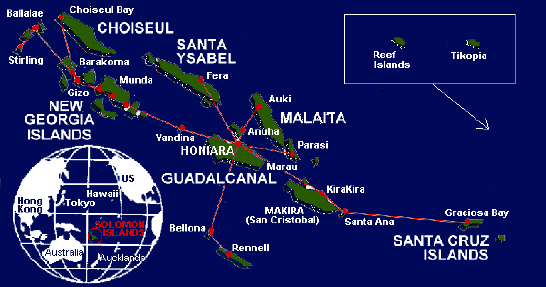 Ballalae
Choiseul Bay
CHOISEUL
Stirling
Barakoma
SANTA
YSABEL
Fera
Reef
Islands
Tikopia
Gizo
Munda
NEW
GEORGIA
ISLANDS
Auki
MALAITA
Yandina
Anuha
HONIARA
Parasi
Marau
GUADALCANAL
KiraKira
MAKIRA
(San Cristobal)
Santa Ana
Graciosa Bay
SANTA CRUZ
ISLANDS
Bellona
Rennell
US
Hawaii
Hong
Kong
Tokyo
SOLOMON
ISLANDS
Australia
Aucklands